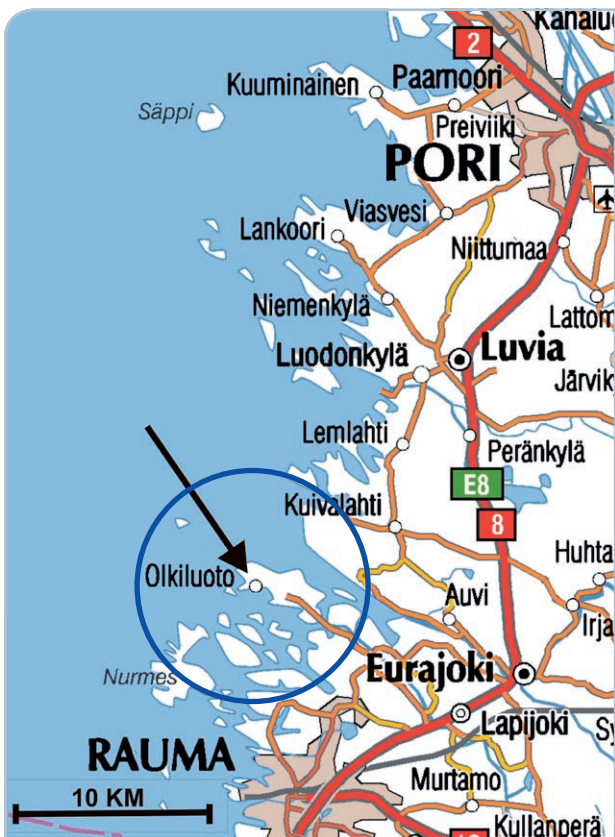 Kanaluo
2
Paarnoori
Kuuminainen
Säppi
Preiviiki
PORI
Viasvesi
Lankoori
Niittumaa
Niemenkylä
Lattom
Luvia
Luodonkylä
Järvik
Lemlahti
Peränkylä
E8
Kuivalahti
8
Huhta
Olkiluoto
Auvi
Irja
Eurajoki
Nurmes
Lapijoki
Sy
RAUMA
10 KM
Murtamo
Kullanperä